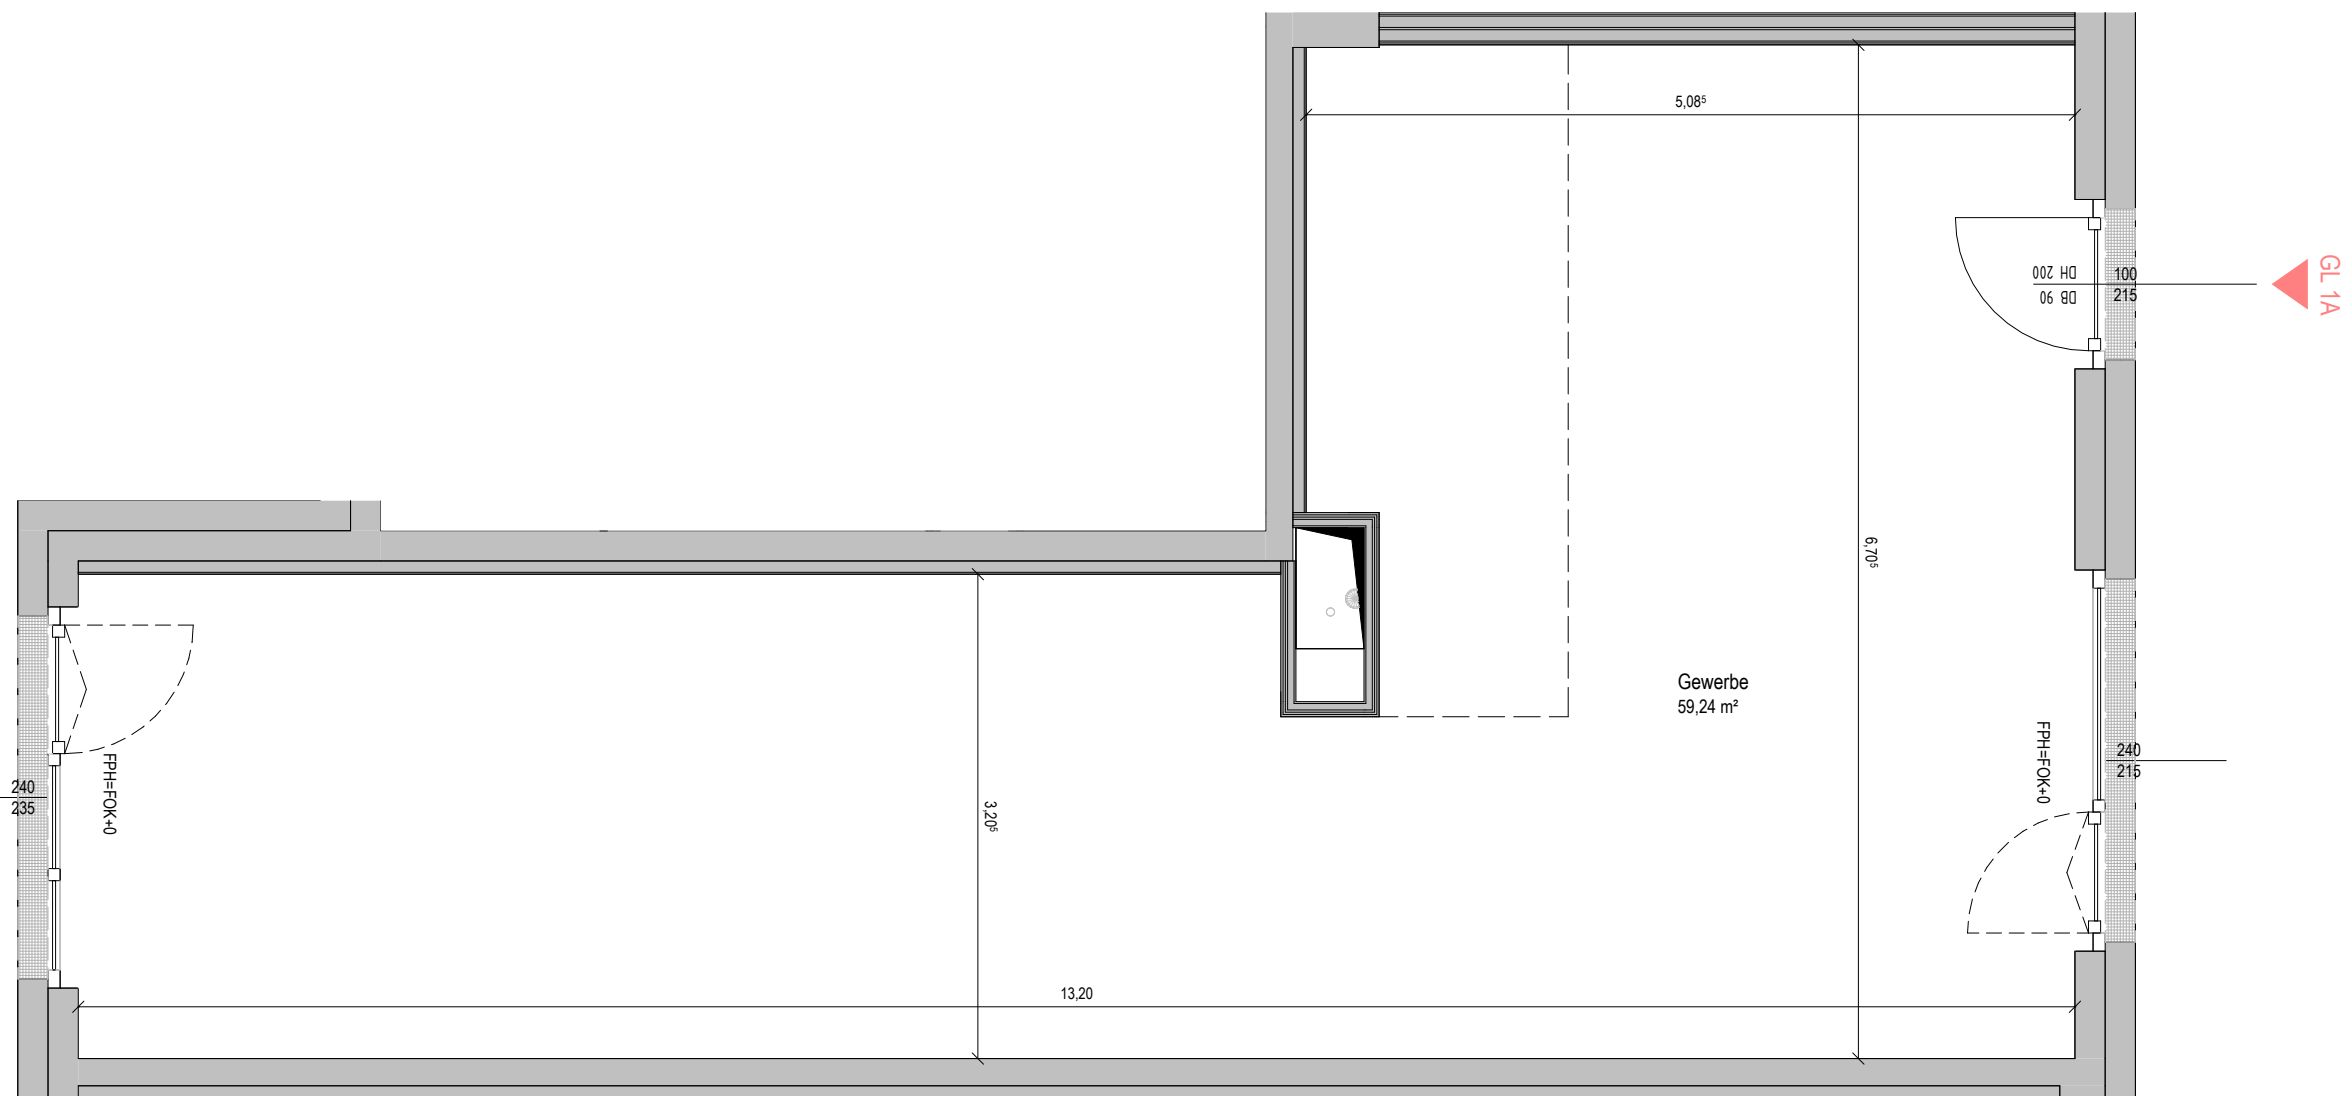 5,08⁵
DH 200
DB 90
100
215
GL 1A
6,70⁵
Gewerbe
59,24 m²
FPH=FOK+0
240
215
FPH=FOK+0
240
235
3,20⁵
13,20